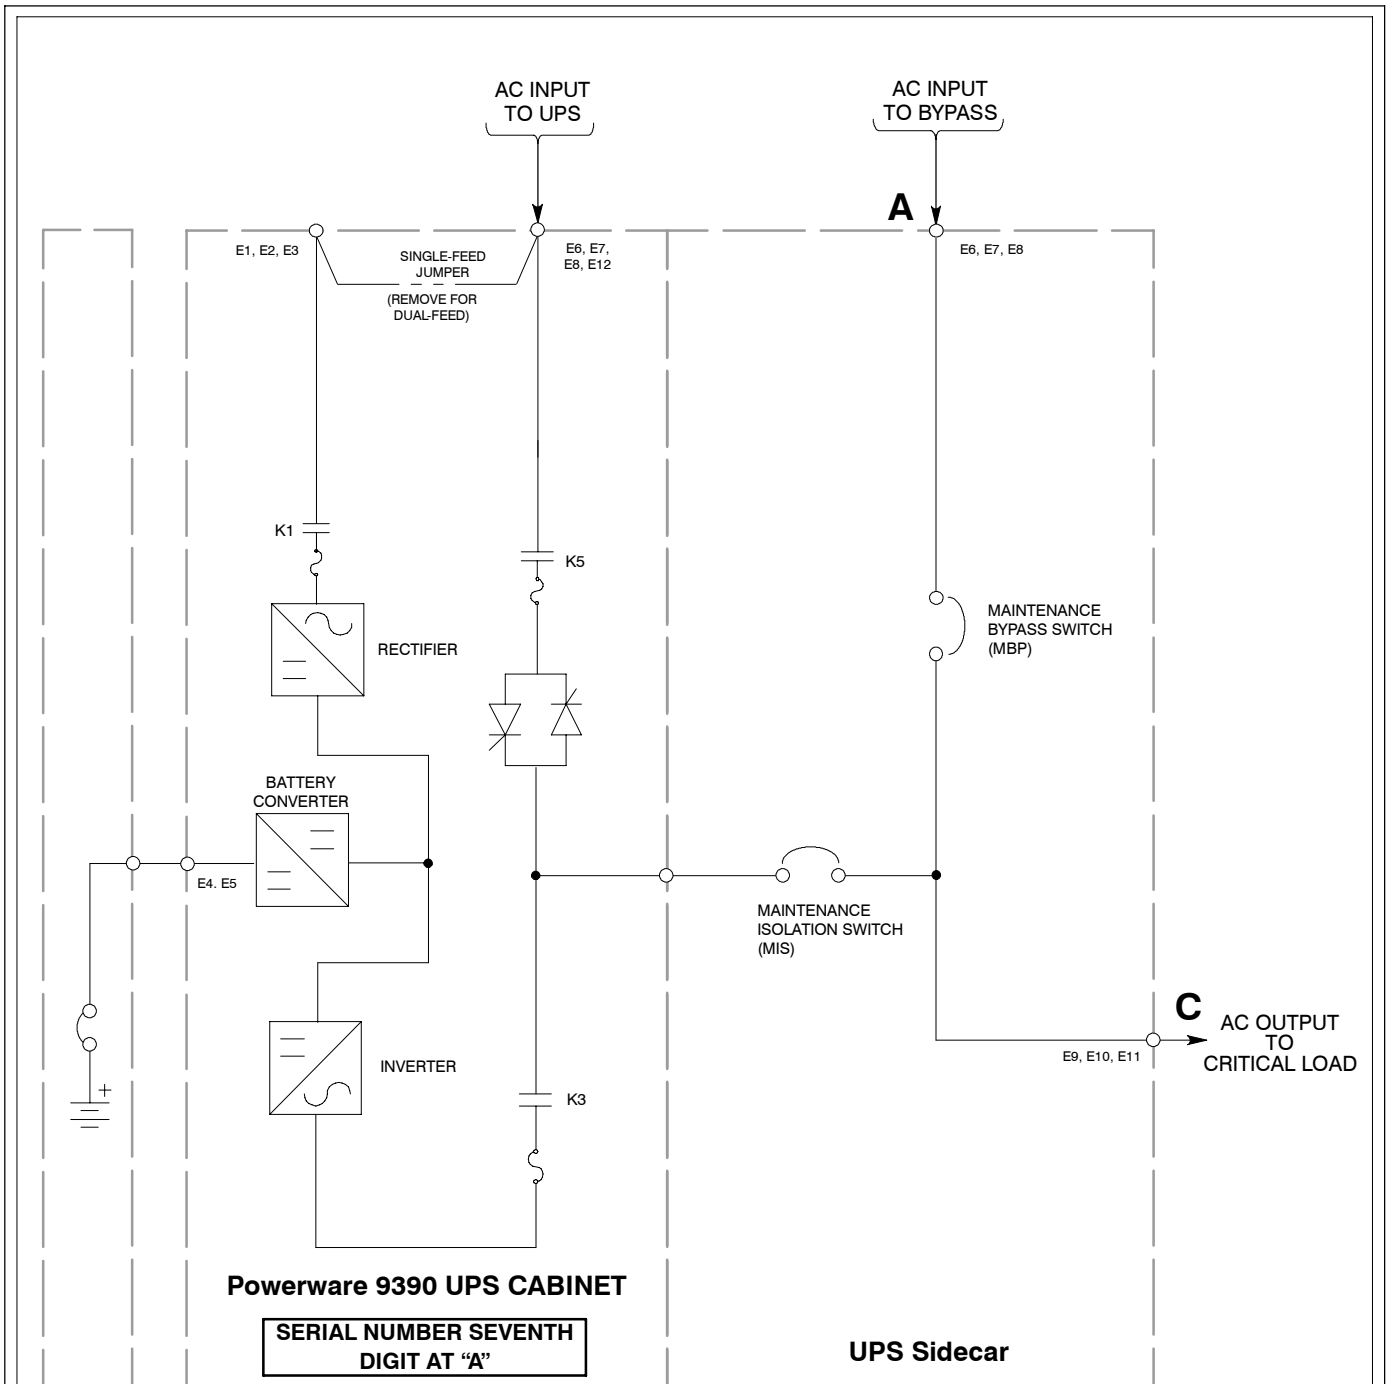 AC INPUT
TO UPS
AC INPUT
TO BYPASS
A
E1, E2, E3
SINGLE-FEED
JUMPER
(REMOVE FOR
DUAL-FEED)
E6, E7,
E8, E12
E6, E7, E8
K1
K5
RECTIFIER
MAINTENANCE
BYPASS SWITCH
(MBP)
BATTERY
CONVERTER
E4. E5
MAINTENANCE
ISOLATION SWITCH
(MIS)
C
AC OUTPUT
TO
CRITICAL LOAD
E9, E10, E11
INVERTER
+
K3
Powerware 9390 UPS CABINET
SERIAL NUMBER SEVENTH
DIGIT AT “A”
UPS Sidecar